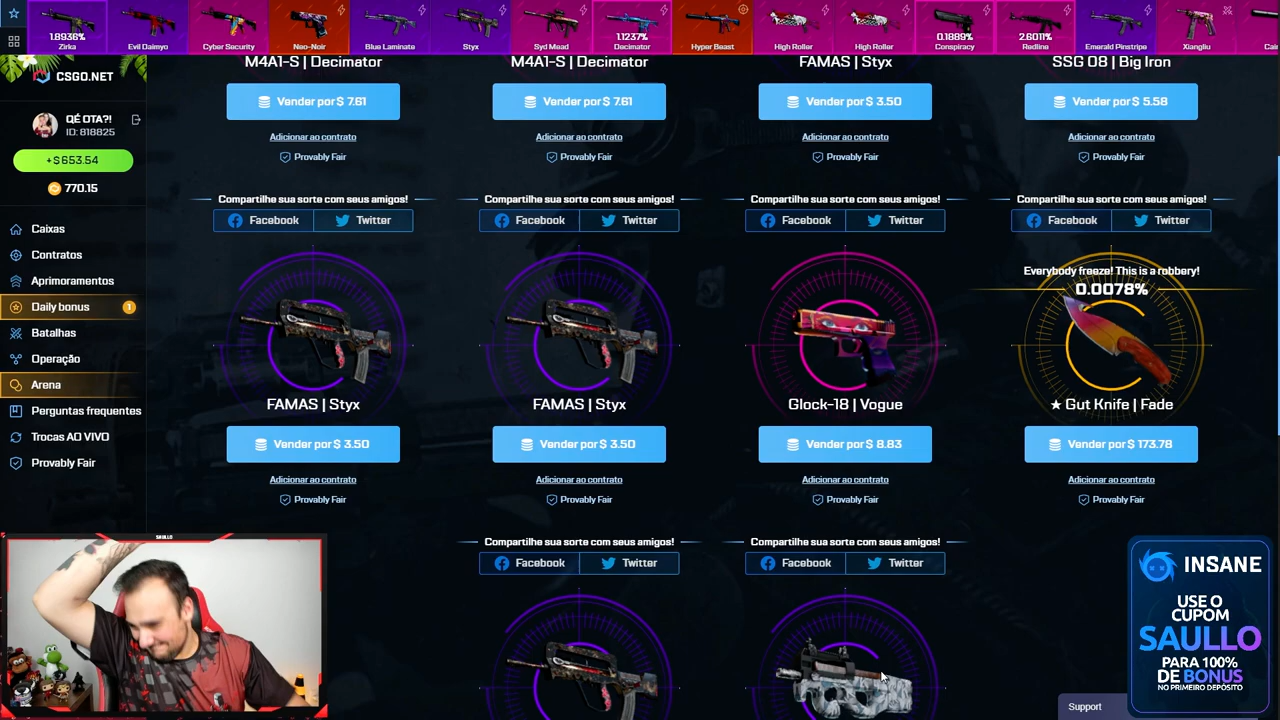 1.8936%
Zirka
Evil Daimyo
Cyber Security
Neo-Noir
Blue Laminate
Styx
Syd Mead
1.1237%
Decimator
Hyper Beast
High Roller
High Roller
0.1889%
Conspiracy
2.6011%
Redline
Emerald Pinstripe
Xiangliu
CSGO.NET
QÉ OTA?!
ID: 818825
+$653.54
770.15
Caixas
Contratos
Aprimoramentos
Daily bonus
1
Batalhas
Operação
Arena
Perguntas frequentes
Trocas AO VIVO
Provably Fair
M4A1-S | Decimator
M4A1-S | Decimator
FAMAS | Styx
SSG 08 | Big Iron
Vender por $ 7.61
Vender por $ 7.61
Vender por $ 3.50
Vender por $ 5.58
Adicionar ao contrato
Adicionar ao contrato
Adicionar ao contrato
Adicionar ao contrato
Provably Fair
Provably Fair
Provably Fair
Provably Fair
Compartilhe sua sorte com seus amigos!
Compartilhe sua sorte com seus amigos!
Compartilhe sua sorte com seus amigos!
Compartilhe sua sorte com seus amigos!
Facebook
Twitter
Facebook
Twitter
Facebook
Twitter
Facebook
Twitter
Everybody freeze! This is a robbery!
0.0078%
FAMAS | Styx
FAMAS | Styx
Glock-18 | Vogue
★ Gut Knife | Fade
Vender por $ 3.50
Vender por $ 3.50
Vender por $ 8.83
Vender por $ 173.78
Adicionar ao contrato
Adicionar ao contrato
Adicionar ao contrato
Adicionar ao contrato
Provably Fair
Provably Fair
Provably Fair
Provably Fair
Compartilhe sua sorte com seus amigos!
Compartilhe sua sorte com seus amigos!
Facebook
Twitter
Facebook
Twitter
SAULLO
INSANE
USE O
CUPOM
SAULLO
PARA 100%
DE BONUS
NO PRIMEIRO DEPÓSITO
Support